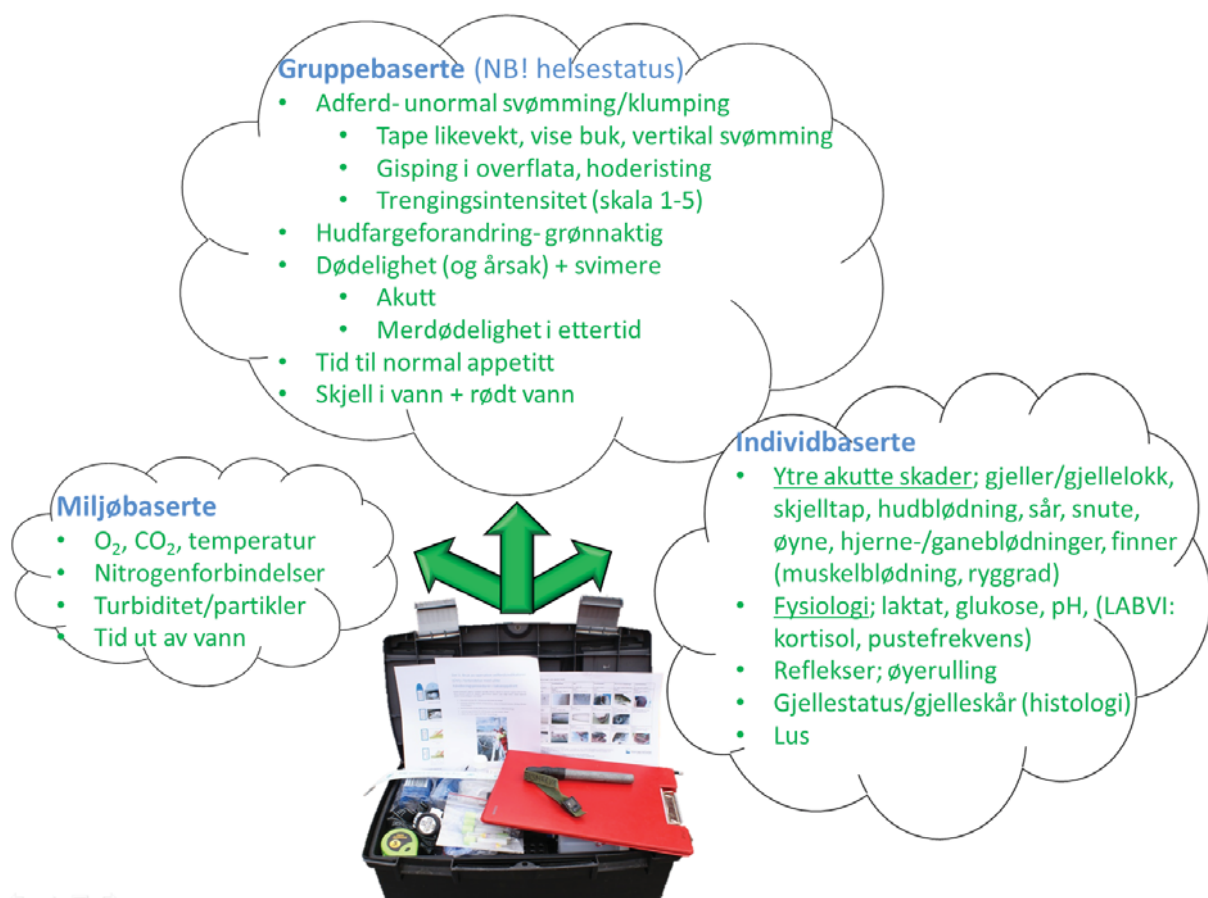 Gruppebaserte (NB! helsestatus)
• Adferd- unormal svømming/klumping
• Tape likevekt, vise buk, vertikal svømming
• Gisping i overflata, hoderisting
• Trengingsintensitet (skala 1-5)
• Hudfargeforandring- grønnaktig
• Dødelighet (og årsak) + svimere
• Akutt
• Merdødelighet i ettertid
• Tid til normal appetitt
• Skjell i vann + rødt vann
Miljøbaserte
• O₂, CO₂, temperatur
• Nitrogenforbindelser
• Turbiditet/partikler
• Tid ut av vann
Individbaserte
• Ytre akutte skader; gjeller/gjellelokk,
skjelltap, hudblødning, sår, snute,
øyne, hjerne-/ganeblødninger, finner
(muskelblødning, ryggrad)
• Fysiologi; laktat, glukose, pH, (LABVI:
kortisol, pustefrekvens)
• Reflekser; øyerulling
• Gjellestatus/gjelleskår (histologi)
• Lus